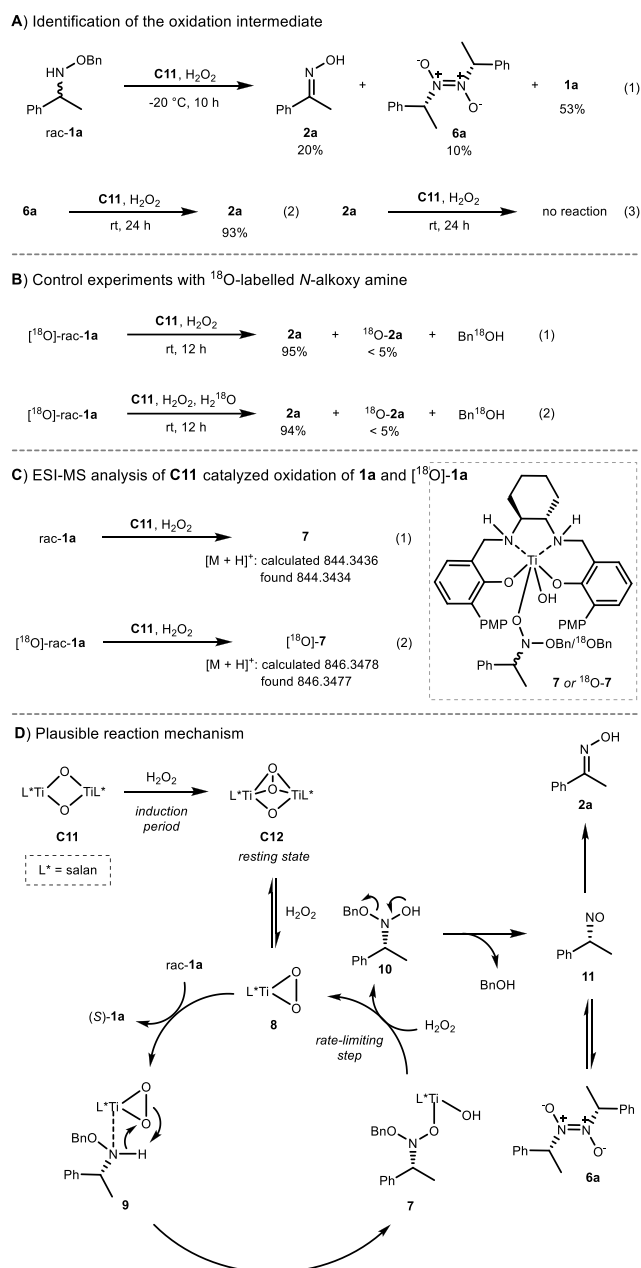 A) Identification of the oxidation intermediate
HN OBn
Ph
rac-1a
C11, H₂O₂
-20 °C, 10 h
N OH
Ph
2a
20%
+
-O
N+ N+
O-
Ph
Ph
6a
10%
+
1a
53%
(1)
6a
C11, H₂O₂
rt, 24 h
2a
93%
(2)
2a
C11, H₂O₂
rt, 24 h
no reaction
(3)
B) Control experiments with ¹⁸O-labelled N-alkoxy amine
[¹⁸O]-rac-1a
C11, H₂O₂
rt, 12 h
2a + ¹⁸O-2a + Bn¹⁸OH (1)
95% < 5%
[¹⁸O]-rac-1a
C11, H₂O₂, H₂¹⁸O
rt, 12 h
2a + ¹⁸O-2a + Bn¹⁸OH (2)
94% < 5%
C) ESI-MS analysis of C11 catalyzed oxidation of 1a and [¹⁸O]-1a
rac-1a
C11, H₂O₂
7
(1)
[M + H]⁺: calculated 844.3436
found 844.3434
[¹⁸O]-rac-1a
C11, H₂O₂
[¹⁸O]-7
(2)
[M + H]⁺: calculated 846.3478
found 846.3477
H N N H
Ti
O O
OH
PMP O PMP
N OBn/¹⁸OBn
Ph
7 or ¹⁸O-7
D) Plausible reaction mechanism
O
L*Ti TiL*
O
C11
H₂O₂
induction
period
O
L*Ti O TiL*
O
C12
resting state
L* = salan
H₂O₂
rac-1a
(S)-1a
L*Ti O
O
8
rate-limiting
step
H₂O₂
BnO N OH
Ph
10
BnOH
N OH
Ph
2a
NO
Ph
11
-O
N+ N+
O-
Ph
Ph
6a
L*Ti O
O
BnO N H
Ph
9
L*Ti
OH
BnO N O
Ph
7